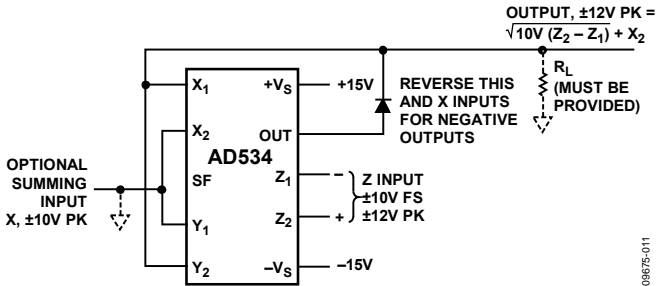 OUTPUT, ±12V PK =
√10V (Z2 – Z1) + X2
X1
+VS
+15V
REVERSE THIS
AND X INPUTS
FOR NEGATIVE
OUTPUTS
RL
(MUST BE
PROVIDED)
X2
OUT
AD534
OPTIONAL
SUMMING
INPUT
X, ±10V PK
SF
Z1
–
Z INPUT
±10V FS
±12V PK
Y1
Z2
+
Y2
–VS
–15V
09675-011